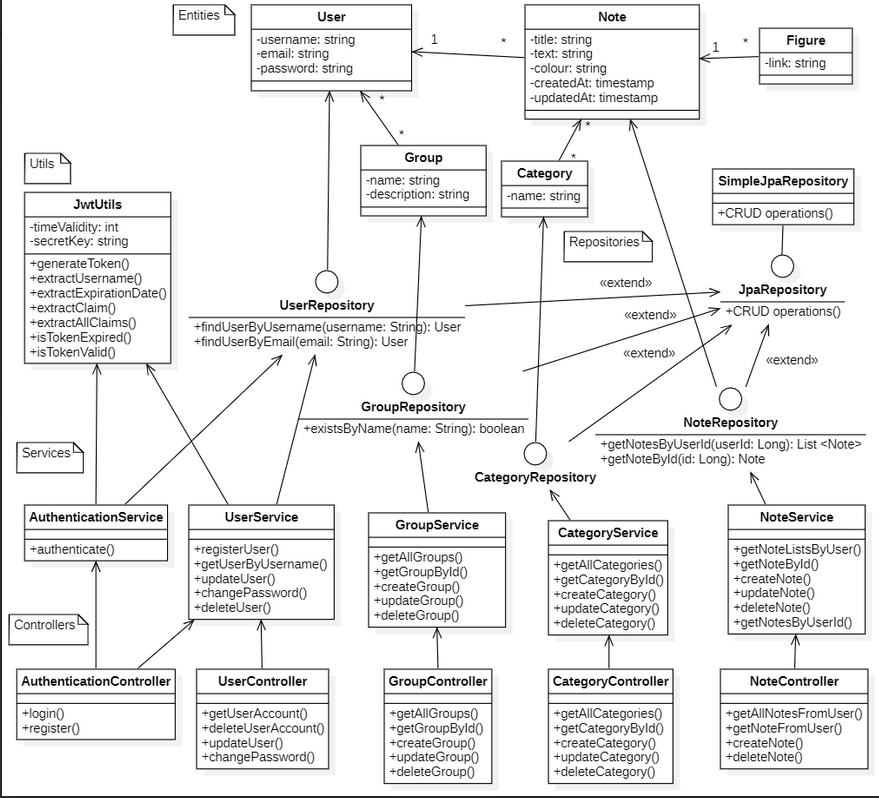 Entities
User
-username: string
-email: string
-password: string
1
*
Note
-title: string
-text: string
-colour: string
-createdAt: timestamp
-updatedAt: timestamp
1
*
Figure
-link: string
*
*
Group
-name: string
-description: string
*
*
Category
-name: string
Utils
JwtUtils
-timeValidity: int
-secretKey: string
+generateToken()
+extractUsername()
+extractExpirationDate()
+extractClaim()
+extractAllClaims()
+isTokenExpired()
+isTokenValid()
Repositories
SimpleJpaRepository
+CRUD operations()
JpaRepository
+CRUD operations()
«extend»
«extend»
«extend»
«extend»
UserRepository
+findUserByUsername(username: String): User
+findUserByEmail(email: String): User
GroupRepository
+existsByName(name: String): boolean
CategoryRepository
NoteRepository
+getNotesByUserId(userId: Long): List <Note>
+getNoteById(id: Long): Note
Services
AuthenticationService
+authenticate()
UserService
+registerUser()
+getUserByUsername()
+updateUser()
+changePassword()
+deleteUser()
GroupService
+getAllGroups()
+getGroupById()
+createGroup()
+updateGroup()
+deleteGroup()
CategoryService
+getAllCategories()
+getCategoryById()
+createCategory()
+updateCategory()
+deleteCategory()
NoteService
+getNoteListsByUser()
+getNoteById()
+createNote()
+updateNote()
+deleteNote()
+getNotesByUserId()
Controllers
AuthenticationController
+login()
+register()
UserController
+getUserAccount()
+deleteUserAccount()
+updateUser()
+changePassword()
GroupController
+getAllGroups()
+getGroupById()
+createGroup()
+updateGroup()
+deleteGroup()
CategoryController
+getAllCategories()
+getCategoryById()
+createCategory()
+updateCategory()
+deleteCategory()
NoteController
+getAllNotesFromUser()
+getNoteFromUser()
+createNote()
+deleteNote()